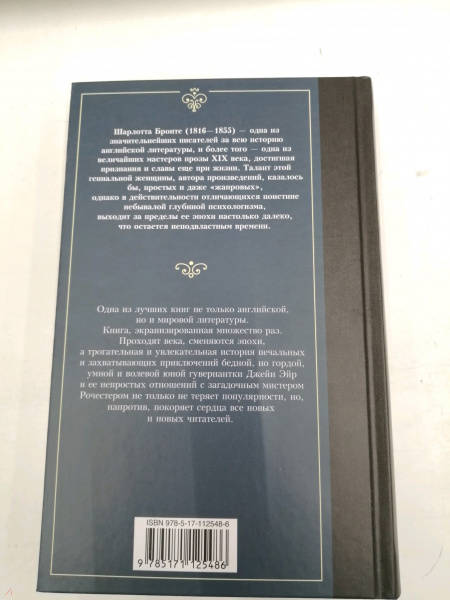 Шарлотта Бронте (1816—1855) — одна из
значительнейших писателей за всю историю
английской литературы, и более того — одна из
величайших мастеров прозы XIX века, достигшая
признания и славы еще при жизни. Талант этой
гениальной женщины, автора произведений, казалось
бы, простых и даже «жанровых»,
однако в действительности отличающихся поистине
небывалой глубиной психологизма,
выходит за пределы ее эпохи настолько далеко,
что остается неподвластным времени.
Одна из лучших книг не только английской,
но и мировой литературы.
Книга, экранизированная множество раз.
Проходят века, сменяются эпохи,
а трогательная и увлекательная история печальных
и захватывающих приключений бедной, но гордой,
умной и волевой юной гувернантки Джейн Эйр
и ее непростых отношений с загадочным мистером
Рочестером не только не теряет популярности, но,
напротив, покоряет сердца все новых
и новых читателей.
ISBN 978-5-17-112548-6
9 785171 125486